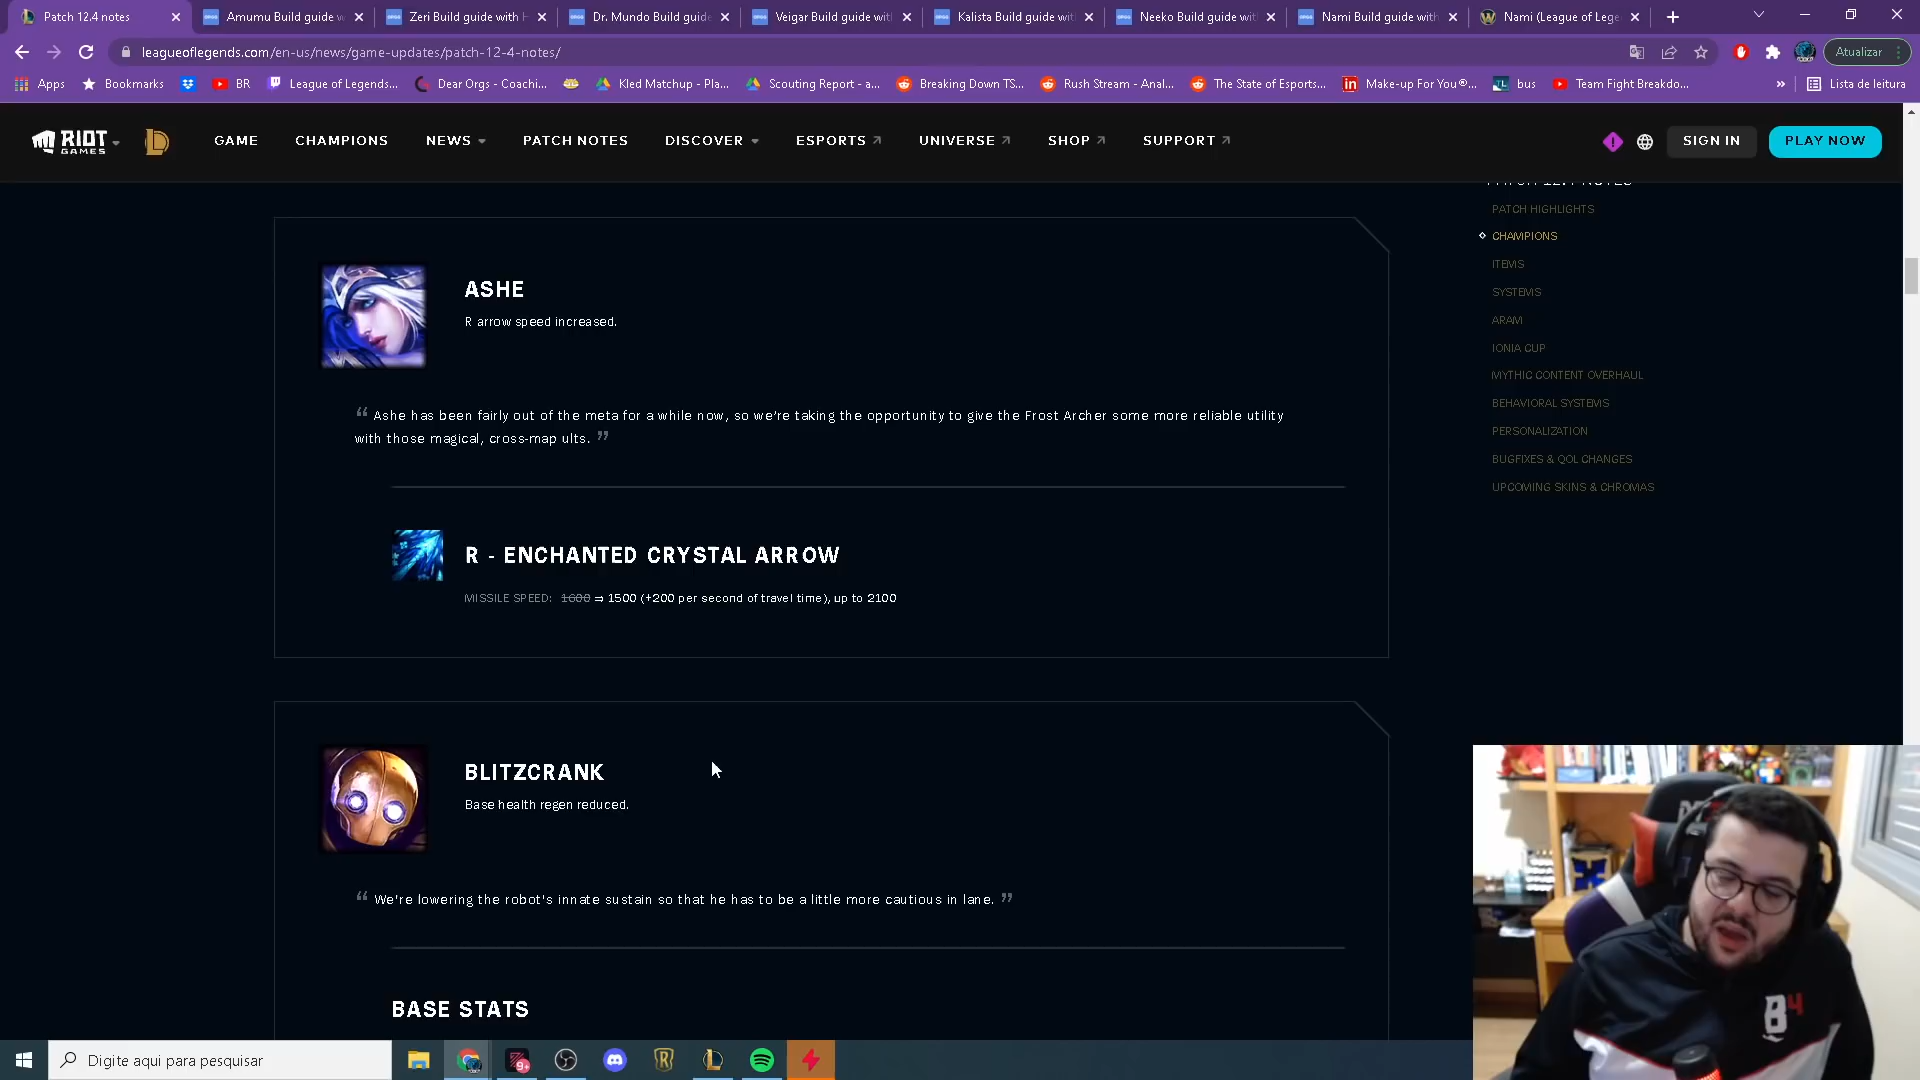 Patch 12.4 notes
Amumu Build guide w
Zeri Build guide with H
Dr. Mundo Build guide
Veigar Build guide wit
Kalista Build guide wit
Neeko Build guide wit
Nami Build guide with
Nami (League of Lege
leagueoflegends.com/en-us/news/game-updates/patch-12-4-notes/
Atualizar
Apps
Bookmarks
BR
League of Legends...
Dear Orgs - Coachi...
Kled Matchup - Pla...
Scouting Report - a...
Breaking Down TS...
Rush Stream - Anal...
The State of Esports...
Make-up For You®...
bus
Team Fight Breakdo...
»
Lista de leitura
RIOT GAMES
GAME
CHAMPIONS
NEWS
PATCH NOTES
DISCOVER
ESPORTS
UNIVERSE
SHOP
SUPPORT
SIGN IN
PLAY NOW
PATCH 12.4 NOTES
PATCH HIGHLIGHTS
CHAMPIONS
ITEMS
SYSTEMS
ARAM
IONIA CUP
MYTHIC CONTENT OVERHAUL
BEHAVIORAL SYSTEMS
PERSONALIZATION
BUGFIXES & QOL CHANGES
UPCOMING SKINS & CHROMAS
ASHE
R arrow speed increased.
“ Ashe has been fairly out of the meta for a while now, so we’re taking the opportunity to give the Frost Archer some more reliable utility
with those magical, cross-map ults. ”
R - ENCHANTED CRYSTAL ARROW
MISSILE SPEED: 1600 ⇒ 1500 (+200 per second of travel time), up to 2100
BLITZCRANK
Base health regen reduced.
“ We’re lowering the robot’s innate sustain so that he has to be a little more cautious in lane. ”
BASE STATS
B4
Digite aqui para pesquisar
9+